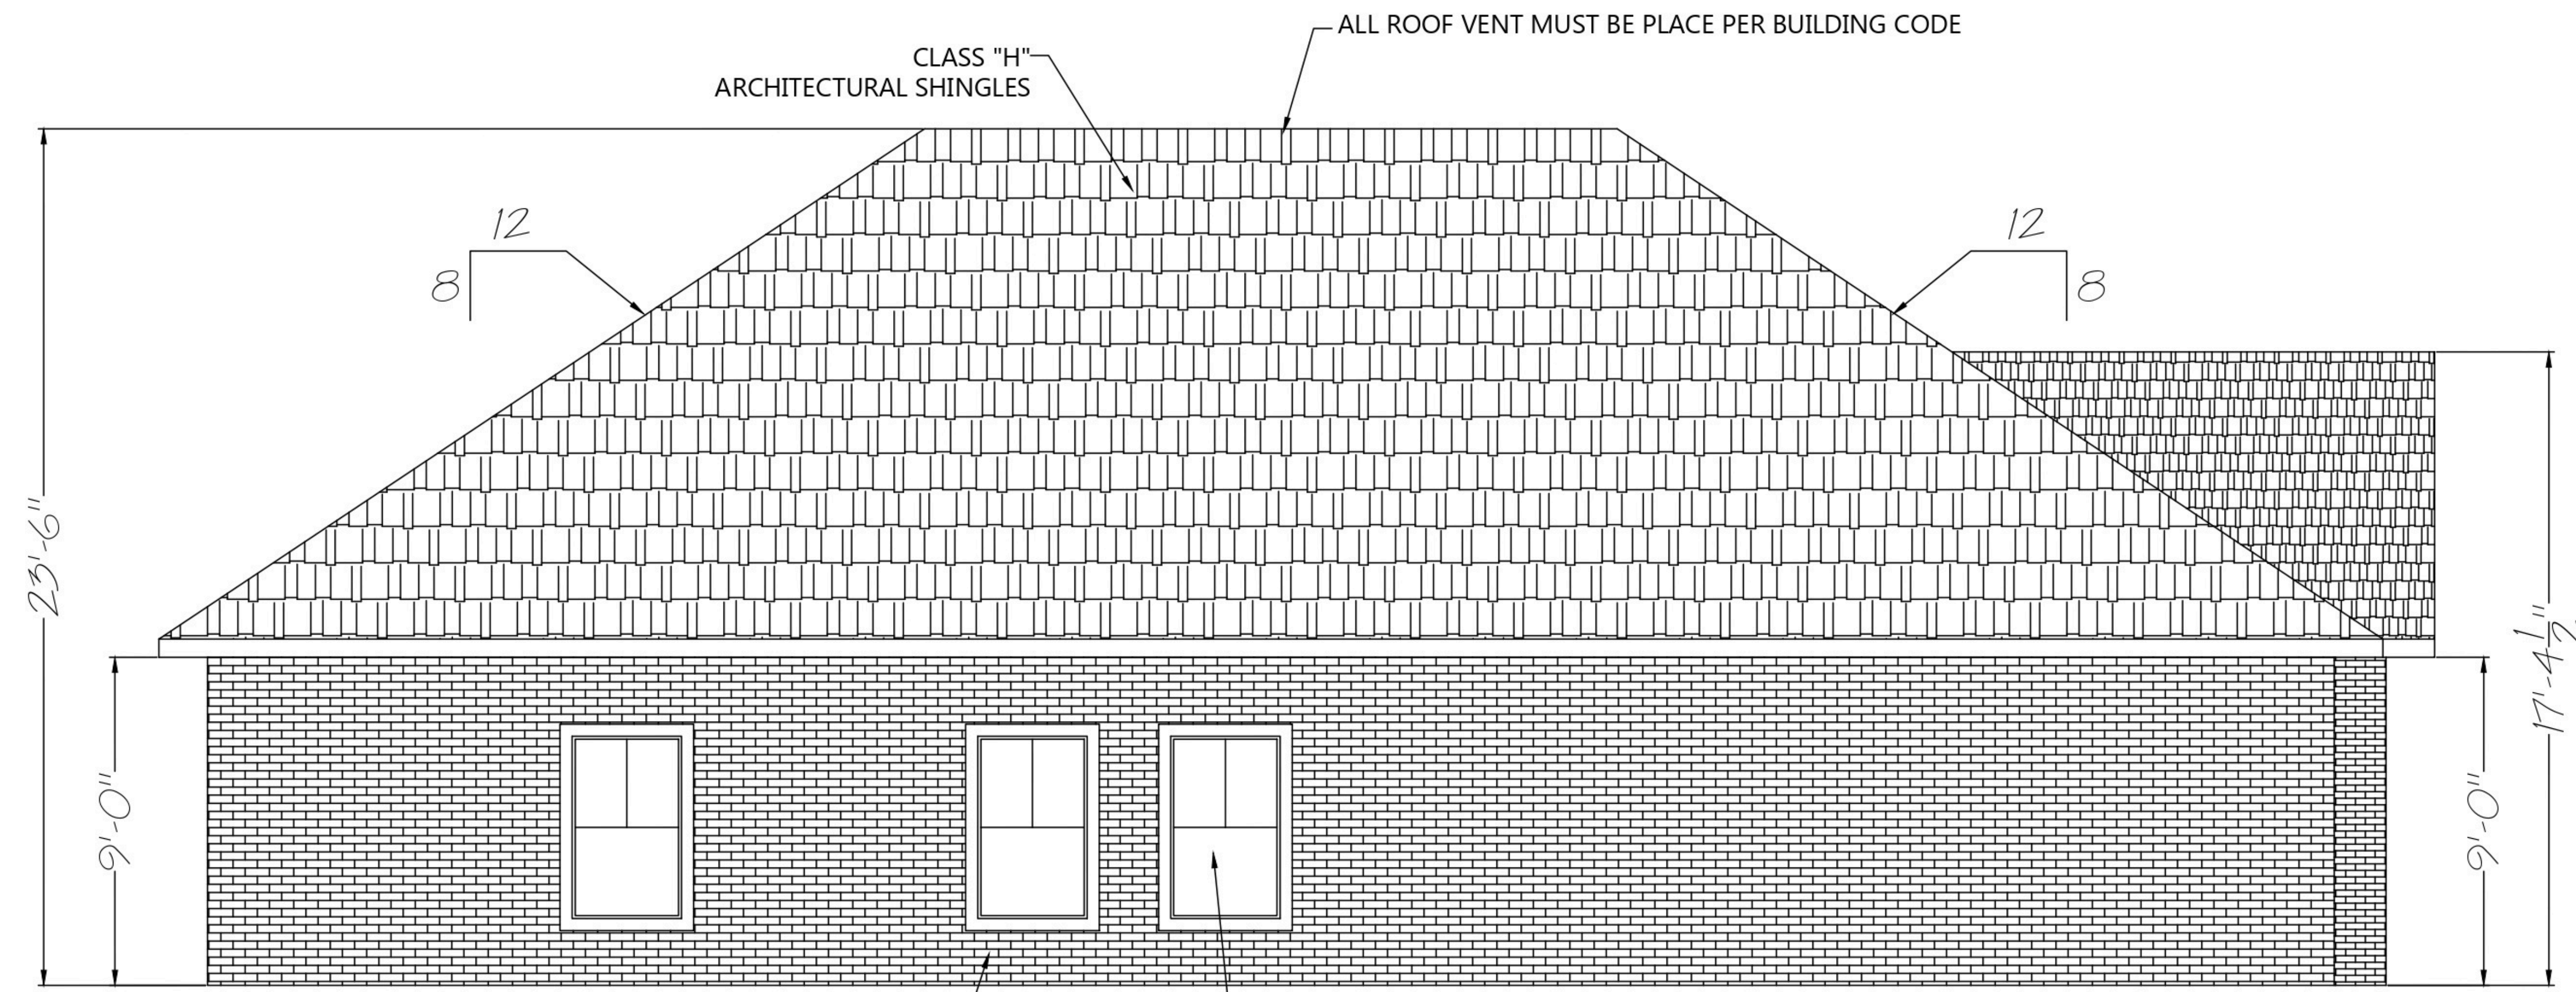 ALL ROOF VENT MUST BE PLACE PER BUILDING CODE
CLASS "H"
ARCHITECTURAL SHINGLES
12
8
12
8
23'-6"
9'-0"
9'-0"
17'-4 1/2"